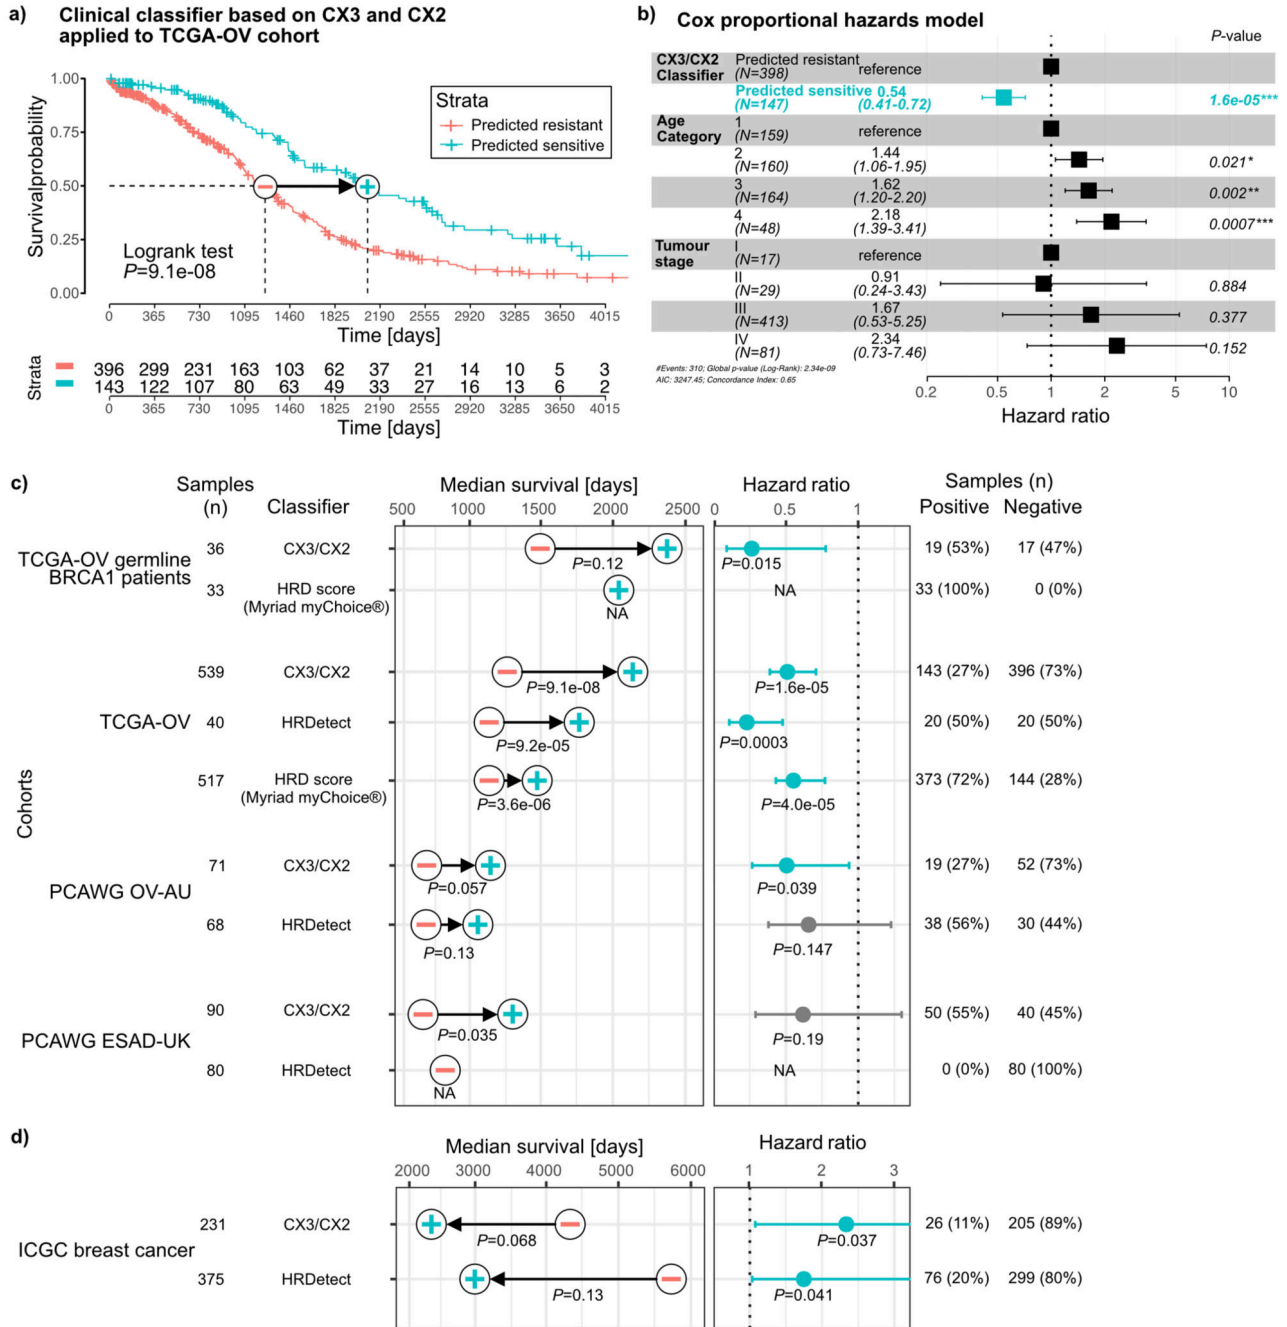 a)
Clinical classifier based on CX3 and CX2
applied to TCGA-OV cohort
Survivalprobability
1.00
0.75
0.50
0.25
0.00
Strata
Predicted resistant
Predicted sensitive
Logrank test
P=9.1e-08
0 365 730 1095 1460 1825 2190 2555 2920 3285 3650 4015
Time [days]
Strata
396 299 231 163 103 62 37 21 14 10 5 3
143 122 107 80 63 49 33 27 16 13 6 2
0 365 730 1095 1460 1825 2190 2555 2920 3285 3650 4015
Time [days]
b)
Cox proportional hazards model
P-value
CX3/CX2 Classifier
Predicted resistant
(N=398)
reference
Predicted sensitive 0.54
(N=147) (0.41-0.72)
1.6e-05***
Age Category
1
(N=159)
reference
2
(N=160)
1.44
(1.06-1.95)
0.021*
3
(N=164)
1.62
(1.20-2.20)
0.002**
4
(N=48)
2.18
(1.39-3.41)
0.0007***
Tumour stage
I
(N=17)
reference
II
(N=29)
0.91
(0.24-3.43)
0.884
III
(N=413)
1.67
(0.53-5.25)
0.377
IV
(N=81)
2.34
(0.73-7.46)
0.152
#Events: 310; Global p-value (Log-Rank): 2.34e-09
AIC: 3247.45; Concordance Index: 0.65
0.2 0.5 1 2 5 10
Hazard ratio
c)
Samples (n)
Classifier
Median survival [days]
500 1000 1500 2000 2500
Hazard ratio
0 0.5 1
Samples (n)
Positive Negative
Cohorts
TCGA-OV germline
BRCA1 patients
36 CX3/CX2 P=0.12 P=0.015 19 (53%) 17 (47%)
33 HRD score
(Myriad myChoice®)
NA NA 33 (100%) 0 (0%)
TCGA-OV
539 CX3/CX2 P=9.1e-08 P=1.6e-05 143 (27%) 396 (73%)
40 HRDetect P=9.2e-05 P=0.0003 20 (50%) 20 (50%)
517 HRD score
(Myriad myChoice®)
P=3.6e-06 P=4.0e-05 373 (72%) 144 (28%)
PCAWG OV-AU
71 CX3/CX2 P=0.057 P=0.039 19 (27%) 52 (73%)
68 HRDetect P=0.13 P=0.147 38 (56%) 30 (44%)
PCAWG ESAD-UK
90 CX3/CX2 P=0.035 P=0.19 50 (55%) 40 (45%)
80 HRDetect NA NA 0 (0%) 80 (100%)
d)
Median survival [days]
2000 3000 4000 5000 6000
Hazard ratio
1 2 3
ICGC breast cancer
231 CX3/CX2 P=0.068 P=0.037 26 (11%) 205 (89%)
375 HRDetect P=0.13 P=0.041 76 (20%) 299 (80%)